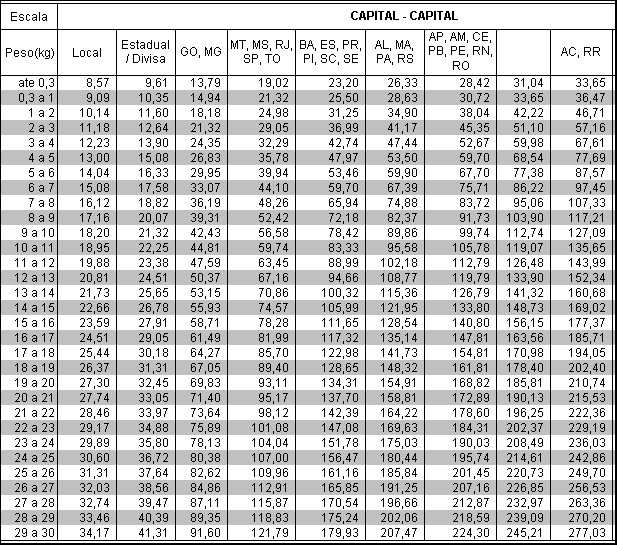 Escala CAPITAL - CAPITAL
Peso(kg) Local Estadual / Divisa GO, MG MT, MS, RJ, SP, TO BA, ES, PR, PI, SC, SE AL, MA, PA, RS AP, AM, CE, PB, PE, RN, RO AC, RR
ate 0,3 8,57 9,61 13,79 19,02 23,20 26,33 28,42 31,04 33,65
0,3 a 1 9,09 10,35 14,94 21,32 25,50 28,63 30,72 33,65 36,47
1 a 2 10,14 11,60 18,18 24,98 31,25 34,90 38,04 42,22 46,71
2 a 3 11,18 12,64 21,32 29,05 36,99 41,17 45,35 51,10 57,16
3 a 4 12,23 13,90 24,35 32,29 42,74 47,44 52,67 59,98 67,61
4 a 5 13,00 15,08 26,83 35,78 47,97 53,50 59,70 68,54 77,69
5 a 6 14,04 16,33 29,95 39,94 53,46 59,90 67,70 77,38 87,57
6 a 7 15,08 17,58 33,07 44,10 59,70 67,39 75,71 86,22 97,45
7 a 8 16,12 18,82 36,19 48,26 65,94 74,88 83,72 95,06 107,33
8 a 9 17,16 20,07 39,31 52,42 72,18 82,37 91,73 103,90 117,21
9 a 10 18,20 21,32 42,43 56,58 78,42 89,86 99,74 112,74 127,09
10 a 11 18,95 22,25 44,81 59,74 83,33 95,58 105,78 119,07 135,65
11 a 12 19,88 23,38 47,59 63,45 88,99 102,18 112,79 126,48 143,99
12 a 13 20,81 24,51 50,37 67,16 94,66 108,77 119,79 133,90 152,34
13 a 14 21,73 25,65 53,15 70,86 100,32 115,36 126,79 141,32 160,68
14 a 15 22,66 26,78 55,93 74,57 105,99 121,95 133,80 148,73 169,02
15 a 16 23,59 27,91 58,71 78,28 111,65 128,54 140,80 156,15 177,37
16 a 17 24,51 29,05 61,49 81,99 117,32 135,14 147,81 163,56 185,71
17 a 18 25,44 30,18 64,27 85,70 122,98 141,73 154,81 170,98 194,05
18 a 19 26,37 31,31 67,05 89,40 128,65 148,32 161,81 178,40 202,40
19 a 20 27,30 32,45 69,83 93,11 134,31 154,91 168,82 185,81 210,74
20 a 21 27,74 33,05 71,40 95,17 137,70 158,81 172,89 190,13 215,53
21 a 22 28,46 33,97 73,64 98,12 142,39 164,22 178,60 196,25 222,36
22 a 23 29,17 34,88 75,89 101,08 147,08 169,63 184,31 202,37 229,19
23 a 24 29,89 35,80 78,13 104,04 151,78 175,03 190,03 208,49 236,03
24 a 25 30,60 36,72 80,38 107,00 156,47 180,44 195,74 214,61 242,86
25 a 26 31,31 37,64 82,62 109,96 161,16 185,84 201,45 220,73 249,70
26 a 27 32,03 38,56 84,86 112,91 165,85 191,25 207,16 226,85 256,53
27 a 28 32,74 39,47 87,11 115,87 170,54 196,66 212,87 232,97 263,36
28 a 29 33,46 40,39 89,35 118,83 175,24 202,06 218,59 239,09 270,20
29 a 30 34,17 41,31 91,60 121,79 179,93 207,47 224,30 245,21 277,03